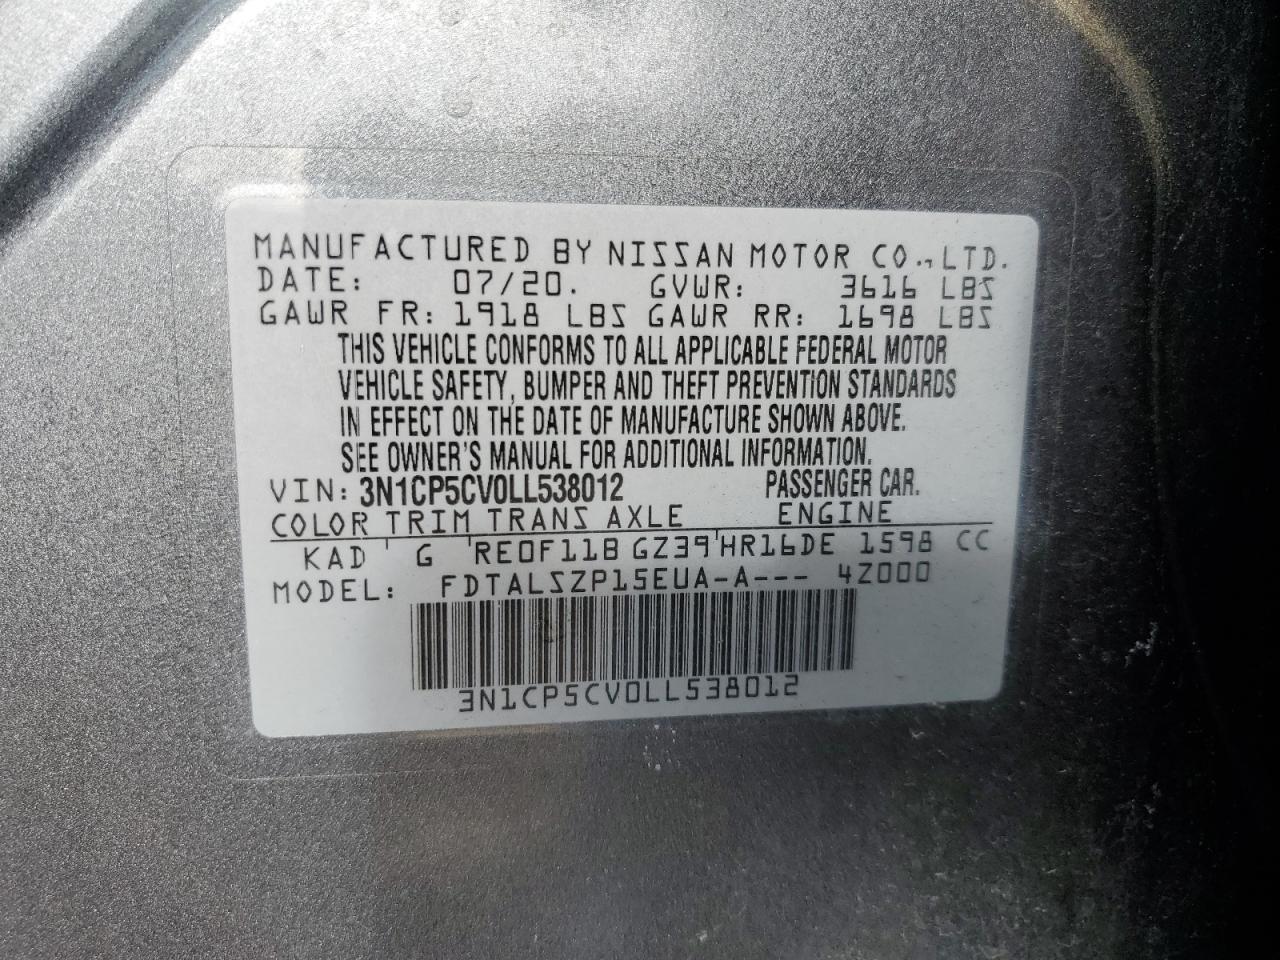 MANUFACTURED BY NISSAN MOTOR CO., LTD.
DATE: 07/20. GVWR: 3616 LBS
GAWR FR: 1918 LBS GAWR RR: 1698 LBS
THIS VEHICLE CONFORMS TO ALL APPLICABLE FEDERAL MOTOR
VEHICLE SAFETY, BUMPER AND THEFT PREVENTION STANDARDS
IN EFFECT ON THE DATE OF MANUFACTURE SHOWN ABOVE.
SEE OWNER'S MANUAL FOR ADDITIONAL INFORMATION.
VIN: 3N1CP5CV0LL538012 PASSENGER CAR.
COLOR TRIM TRANS AXLE ENGINE
KAD G RE0F11B GZ39 HR16DE 1598 CC
MODEL: FDTALSZP15EUA-A--- 4Z000
3N1CP5CV0LL538012